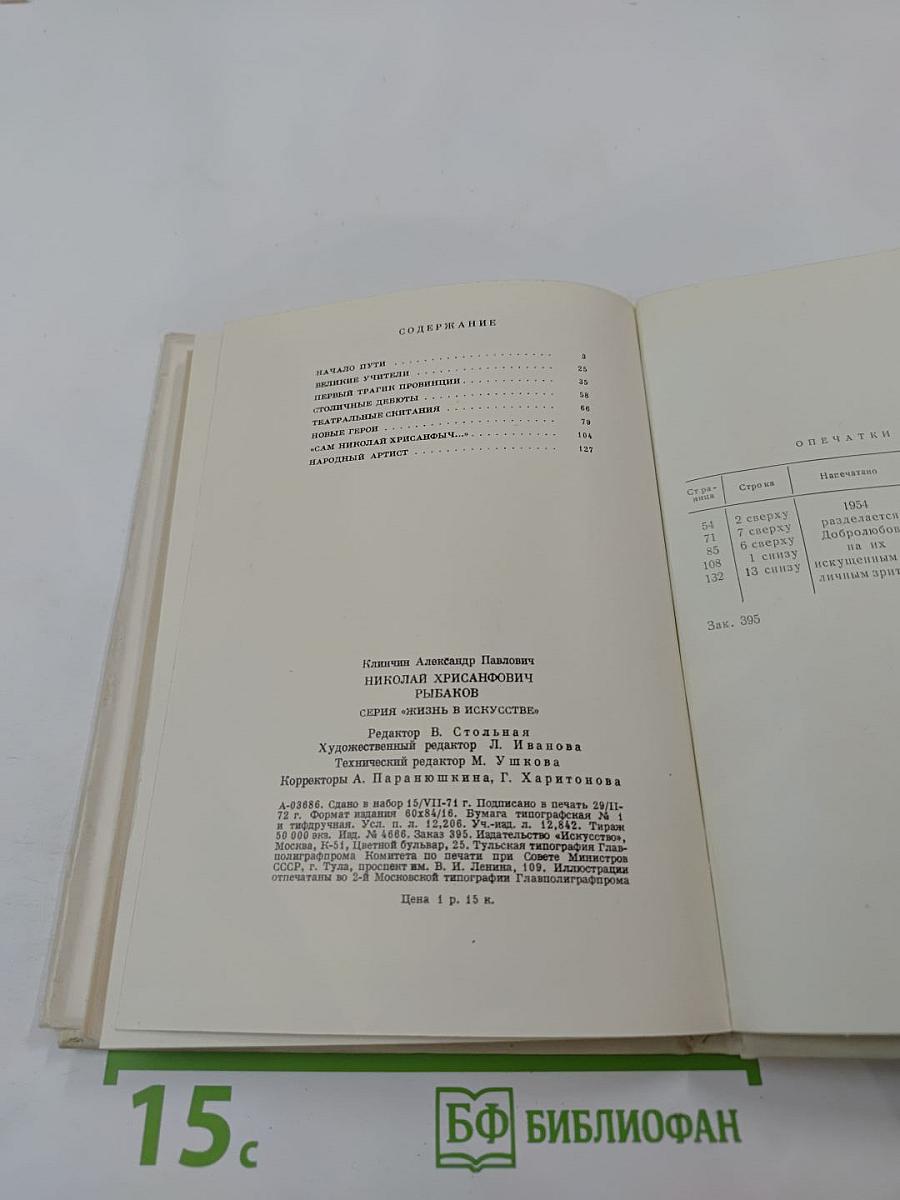 СОДЕРЖАНИЕ
НАЧАЛО ПУТИ . . . . . . . . . . . . . . . . . . . . 3
ВЕЛИКИЕ УЧИТЕЛИ . . . . . . . . . . . . . . . . . 25
ПЕРВЫЙ ТРАГИК ПРОВИНЦИИ . . . . . . . . . . . 35
СТОЛИЧНЫЕ ДЕБЮТЫ . . . . . . . . . . . . . . . 58
ТЕАТРАЛЬНЫЕ СКИТАНИЯ . . . . . . . . . . . . . 66
НОВЫЕ ГЕРОИ . . . . . . . . . . . . . . . . . . . 79
«САМ НИКОЛАЙ ХРИСАНФЫЧ...» . . . . . . . . . . 104
НАРОДНЫЙ АРТИСТ . . . . . . . . . . . . . . . . . 127
Клинчин Александр Павлович
НИКОЛАЙ ХРИСАНФОВИЧ
РЫБАКОВ
СЕРИЯ «ЖИЗНЬ В ИСКУССТВЕ»
Редактор В. Стольная
Художественный редактор Л. Иванова
Технический редактор М. Ушкова
Корректоры А. Паранюшкина, Г. Харитонова
А-03686. Сдано в набор 15/VII-71 г. Подписано в печать 29/II-
72 г. Формат издания 60х84/16. Бумага типографская № 1
и тифдручная. Усл. п. л. 12,206. Уч.-изд. л. 12,842. Тираж
50 000 экз. Изд. № 4666. Заказ 395. Издательство «Искусство»,
Москва, К-51, Цветной бульвар, 25. Тульская типография Глав-
полиграфпрома Комитета по печати при Совете Министров
СССР, г. Тула, проспект им. В. И. Ленина, 109. Иллюстрации
отпечатаны во 2-й Московской типографии Главполиграфпрома
Цена 1 р. 15 к.
ОПЕЧАТКИ
Стра-
ница Строка Напечатано
54 2 сверху 1954
71 7 сверху разделается
85 6 сверху Добролюбов
108 1 снизу на их
132 13 снизу искущенным
личным зрит
Зак. 395
15 с
БФ БИБЛИОФАН